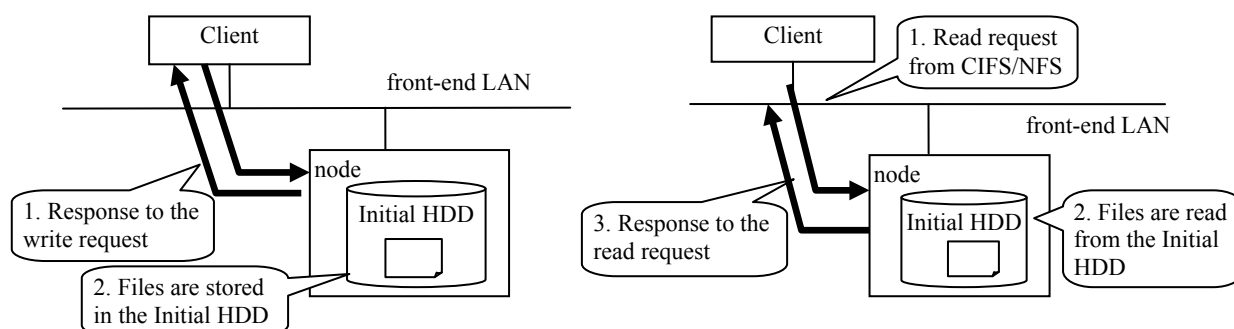 Client
front-end LAN
node
Initial HDD
1. Response to the
write request
2. Files are stored
in the Initial HDD
Client
1. Read request
from CIFS/NFS
front-end LAN
node
Initial HDD
3. Response to the
read request
2. Files are read
from the Initial
HDD